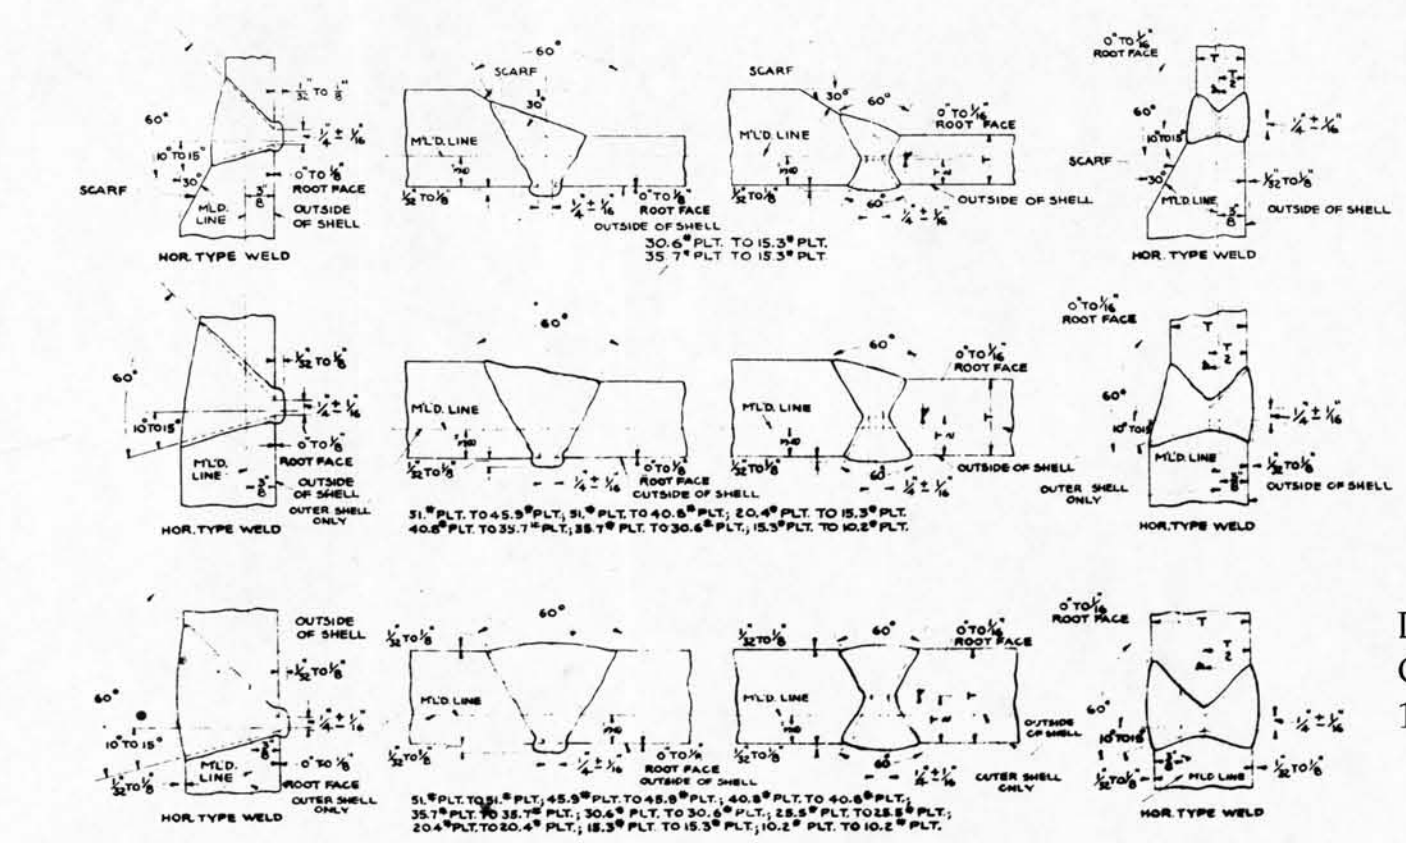 60°
1/32" TO 1/8"
1/4" ± 1/16"
10° TO 15°
0" TO 1/8"
ROOT FACE
SCARF
30°
3/8"
M'L'D.
LINE
OUTSIDE
OF SHELL
HOR. TYPE WELD
60°
SCARF
30°
M'L'D. LINE
1/32" TO 1/8"
1/4" ± 1/16"
0" TO 1/8"
ROOT FACE
OUTSIDE OF SHELL
SCARF
30°
60°
0" TO 1/16"
ROOT FACE
M'L'D. LINE
T
1/32" TO 1/8"
60°
1/4" ± 1/16"
OUTSIDE OF SHELL
30.6# PLT. TO 15.3# PLT.
35.7# PLT TO 15.3# PLT.
0" TO 1/16"
ROOT FACE
T
T/2
60°
1/4" ± 1/16"
10° TO 15°
SCARF
30°
M'L'D LINE
1/32" TO 1/8"
3/8"
OUTSIDE OF SHELL
HOR. TYPE WELD
1/32" TO 1/8"
60°
1/4" ± 1/16"
10° TO 15°
0" TO 1/8"
ROOT FACE
M'L'D.
LINE
3/8"
OUTSIDE
OF SHELL
OUTER SHELL
ONLY
HOR. TYPE WELD
60°
M'L'D. LINE
1/32" TO 1/8"
1/4" ± 1/16"
0" TO 1/8"
ROOT FACE
OUTSIDE OF SHELL
60°
0" TO 1/16"
ROOT FACE
M'L'D. LINE
T
1/32" TO 1/8"
60
1/4" ± 1/16"
OUTSIDE OF SHELL
51.# PLT. TO 45.9# PLT.; 51.# PLT. TO 40.8# PLT.; 20.4# PLT. TO 15.3# PLT.
40.8# PLT. TO 35.7# PLT.; 35.7# PLT. TO 30.6# PLT.; 15.3# PLT. TO 10.2# PLT.
0" TO 1/16"
ROOT FACE
T
T/2
60°
1/4" ± 1/16"
10° TO 15
M'L'D LINE
1/32" TO 1/8"
3/8"
OUTSIDE OF SHELL
OUTER SHELL
ONLY
HOR. TYPE WELD
OUTSIDE
OF SHELL
1/32" TO 1/8"
60°
1/4" ± 1/16"
10° TO 15°
3/8"
0" TO 1/8"
M'L'D.
LINE
1/32" TO 1/8"
ROOT FACE
OUTER SHELL
ONLY
HOR. TYPE WELD
1/32" TO 1/8"
60°
M'L'D. LINE
1/32" TO 1/8"
1/4" ± 1/16"
ROOT FACE
OUTSIDE OF SHELL
1/32" TO 1/8"
60°
0" TO 1/16"
ROOT FACE
M'L'D. LINE
T
OUTSIDE
OF SHELL
1/32" TO 1/8"
60
1/4" ± 1/16"
OUTER SHELL
ONLY
51.# PLT. TO 51.# PLT.; 45.9# PLT. TO 45.9# PLT.; 40.8# PLT. TO 40.8# PLT.;
35.7# PLT. TO 35.7# PLT.; 30.6# PLT. TO 30.6# PLT.; 25.5# PLT. TO 25.5# PLT.;
20.4# PLT. TO 20.4# PLT.; 15.3# PLT. TO 15.3# PLT.; 10.2# PLT. TO 10.2# PLT.
0" TO 1/16"
ROOT FACE
T
T/2
60°
1/4" ± 1/16"
10° TO 15°
3/8"
1/32" TO 1/8"
MLD LINE
1/32" TO 1/8"
HOR. TYPE WELD